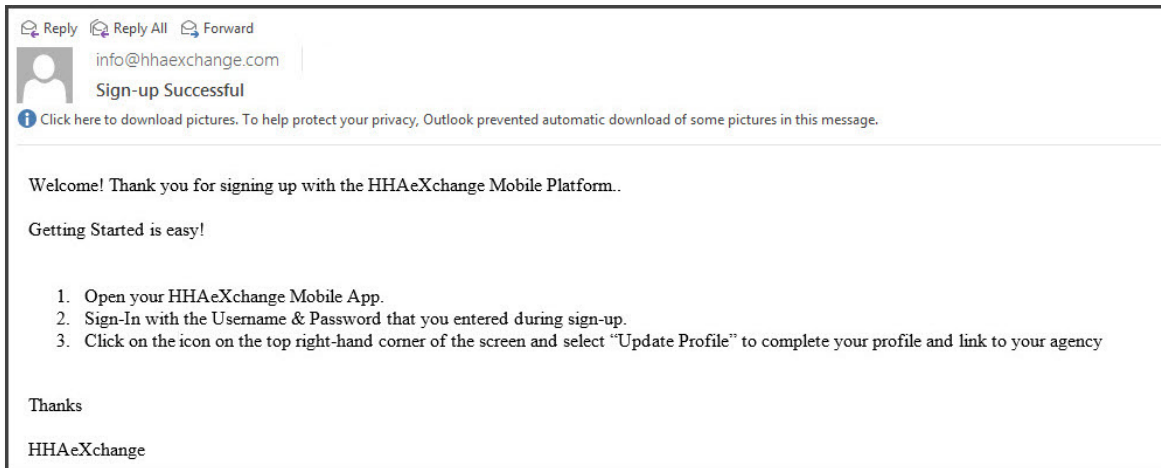 Reply Reply All Forward
info@hhaexchange.com
Sign-up Successful
Click here to download pictures. To help protect your privacy, Outlook prevented automatic download of some pictures in this message.
Welcome! Thank you for signing up with the HHAeXchange Mobile Platform..
Getting Started is easy!
1. Open your HHAeXchange Mobile App.
2. Sign-In with the Username & Password that you entered during sign-up.
3. Click on the icon on the top right-hand corner of the screen and select “Update Profile” to complete your profile and link to your agency
Thanks
HHAeXchange